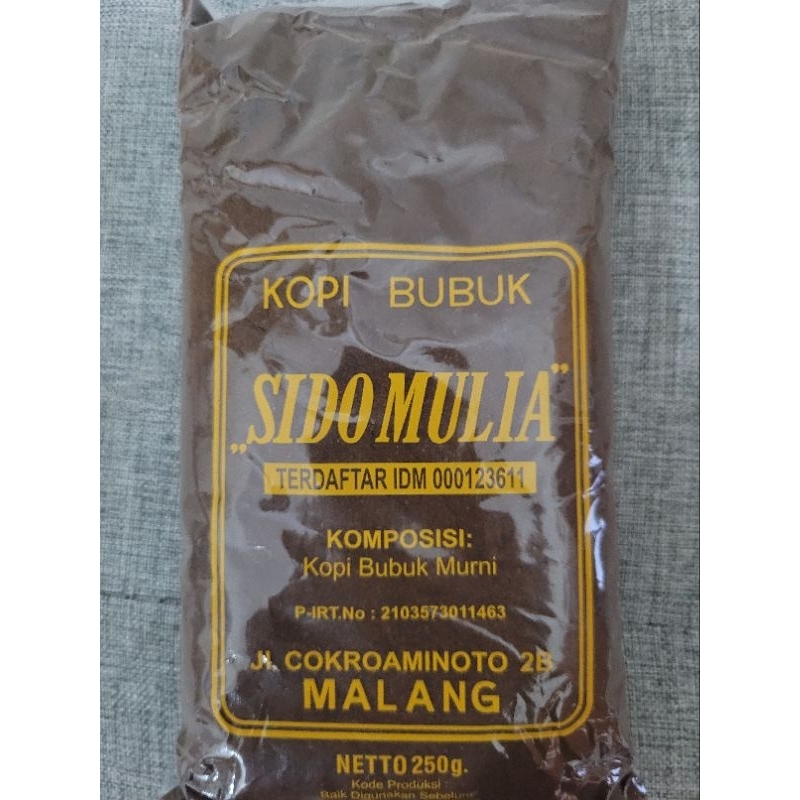 KOPI BUBUK
„SIDO MULIA”
TERDAFTAR IDM 000123611
KOMPOSISI:
Kopi Bubuk Murni
P-IRT.No : 2103573011463
Jl. COKROAMINOTO 2B
MALANG
NETTO 250g.
Kode Produksi :
Baik Digunakan Sebelum